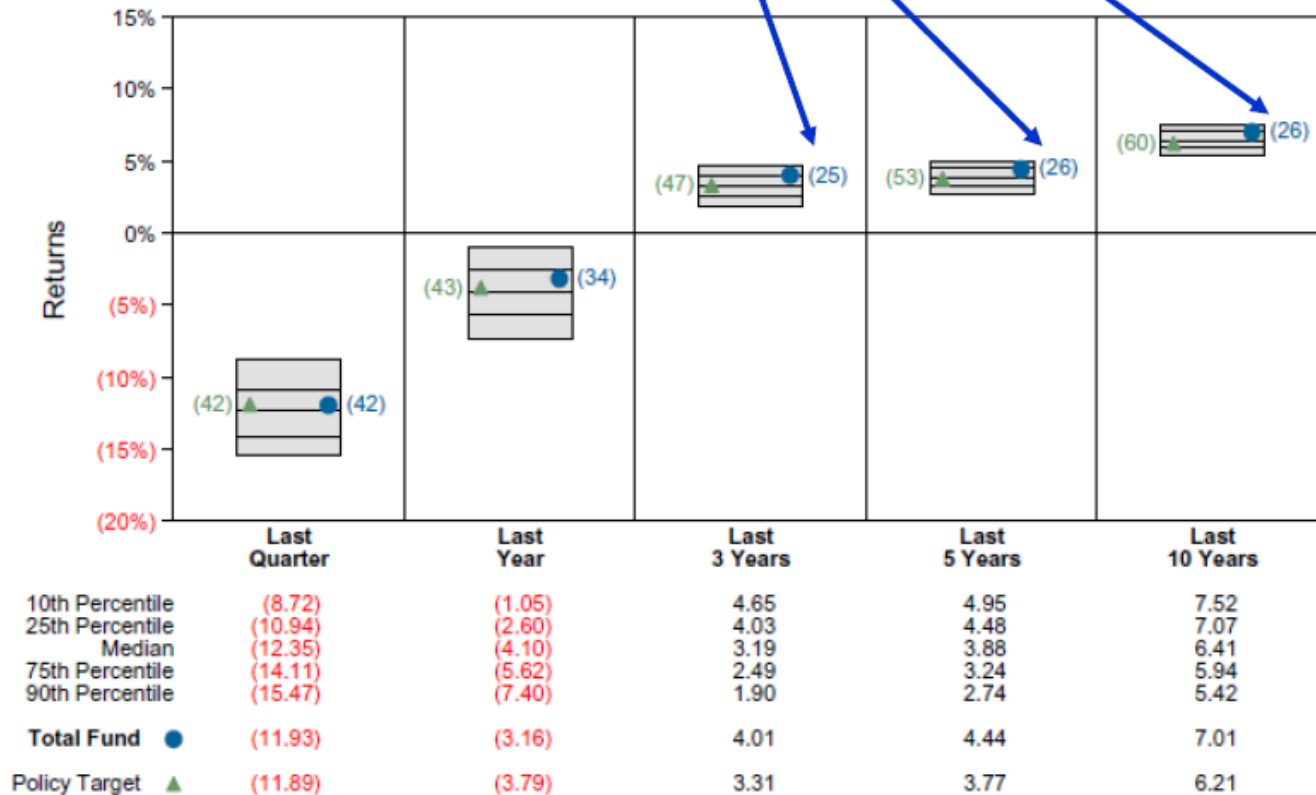 15%
10%
5%
0%
(5%)
(10%)
(15%)
(20%)
Returns
(42) (42)
(43) (34)
(47) (25)
(53) (26)
(60) (26)
Last Quarter Last Year Last 3 Years Last 5 Years Last 10 Years
10th Percentile (8.72) (1.05) 4.65 4.95 7.52
25th Percentile (10.94) (2.60) 4.03 4.48 7.07
Median (12.35) (4.10) 3.19 3.88 6.41
75th Percentile (14.11) (5.62) 2.49 3.24 5.94
90th Percentile (15.47) (7.40) 1.90 2.74 5.42
Total Fund (11.93) (3.16) 4.01 4.44 7.01
Policy Target (11.89) (3.79) 3.31 3.77 6.21